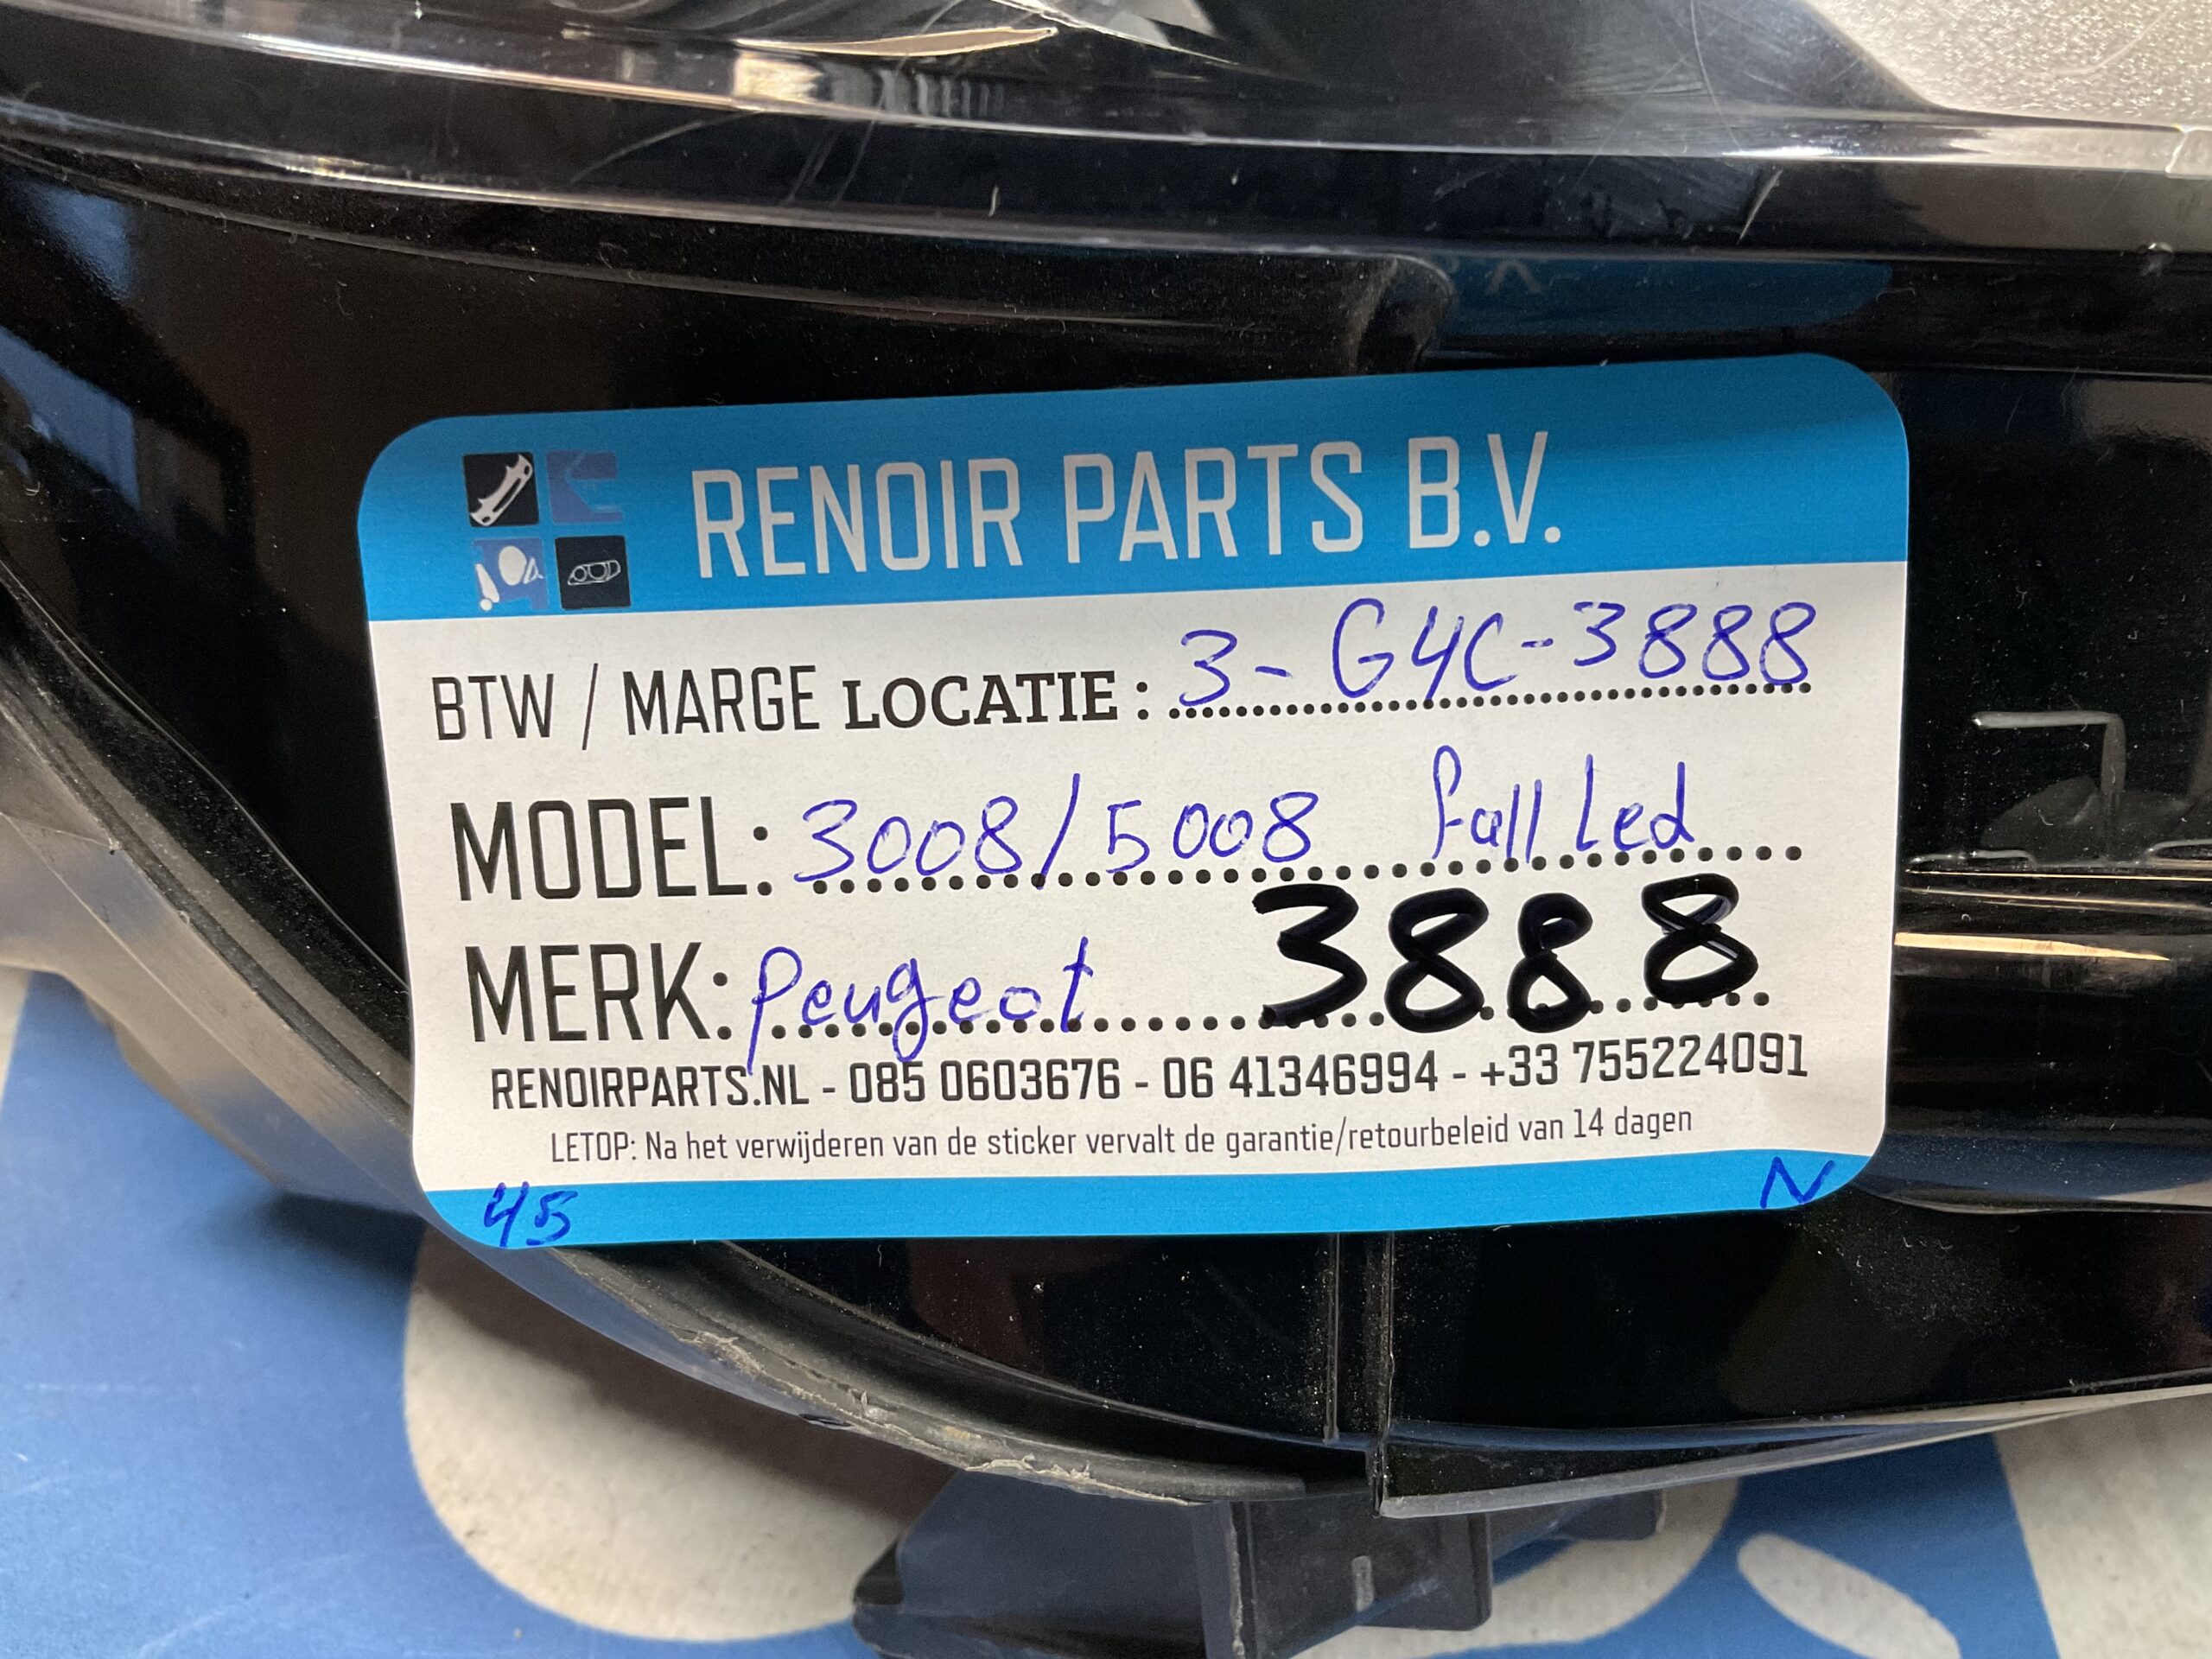 RENOIR PARTS B.V.
BTW / MARGE LOCATIE : 3-G4C-3888
MODEL: 3008/5008 full Led
MERK: Peugeot 3888
RENOIRPARTS.NL - 085 0603676 - 06 41346994 - +33 755224091
LETOP: Na het verwijderen van de sticker vervalt de garantie/retourbeleid van 14 dagen
45 N